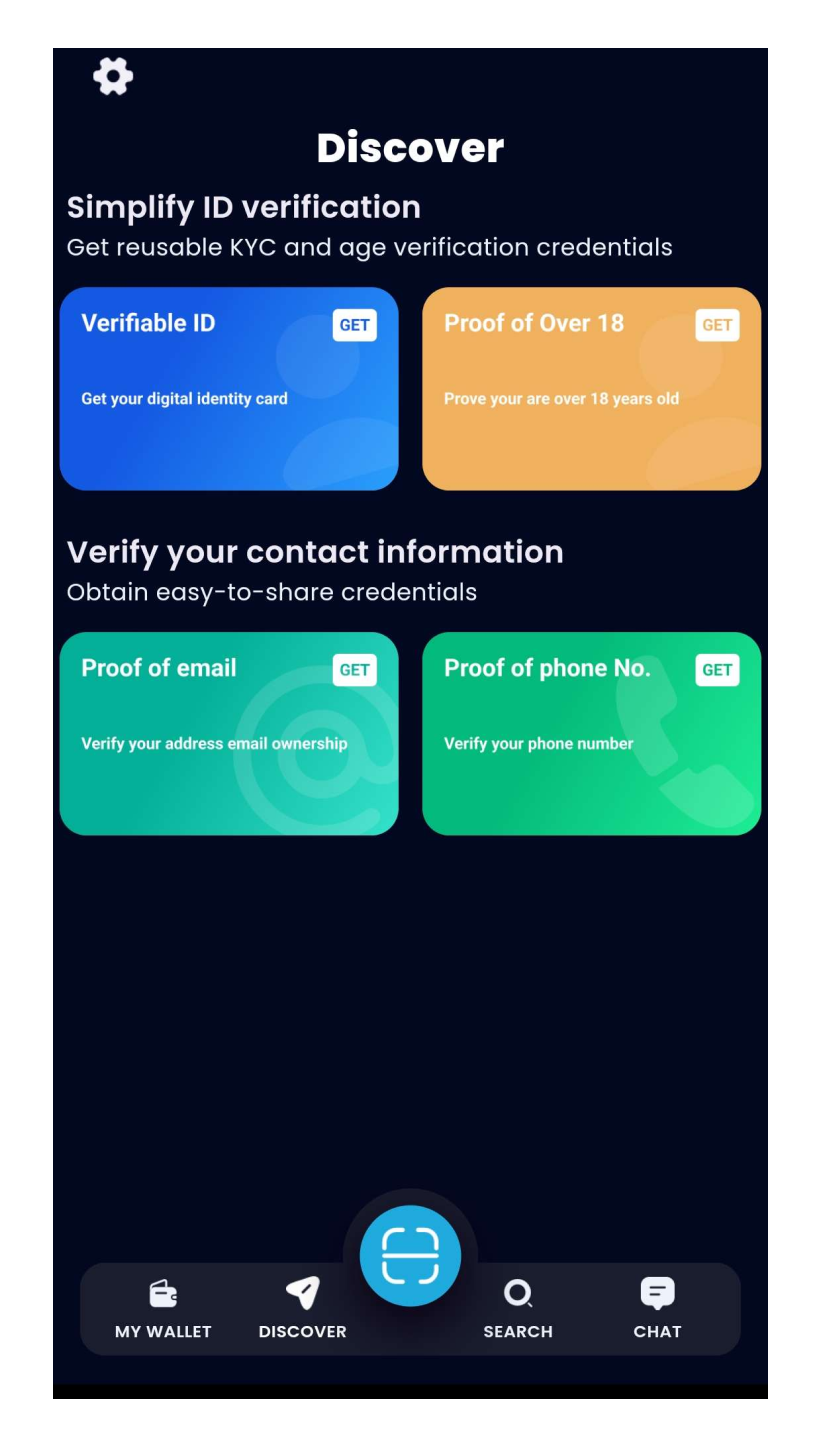 Discover
Simplify ID verification
Get reusable KYC and age verification credentials
Verifiable ID
GET
Get your digital identity card
Proof of Over 18
GET
Prove your are over 18 years old
Verify your contact information
Obtain easy-to-share credentials
Proof of email
GET
Verify your address email ownership
Proof of phone No.
GET
Verify your phone number
MY WALLET
DISCOVER
SEARCH
CHAT